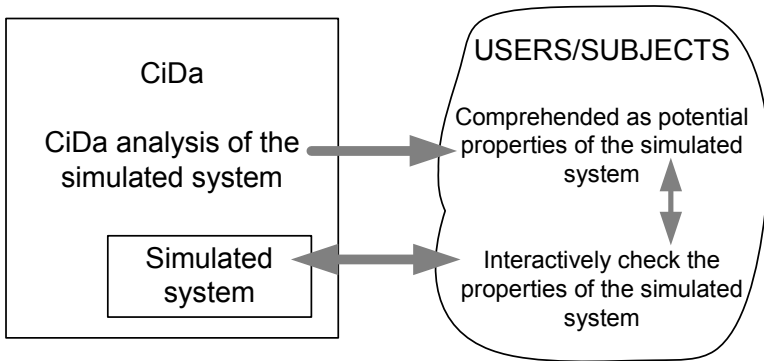 CiDa
CiDa analysis of the
simulated system
Simulated
system
USERS/SUBJECTS
Comprehended as potential
properties of the simulated
system
Interactively check the
properties of the simulated
system